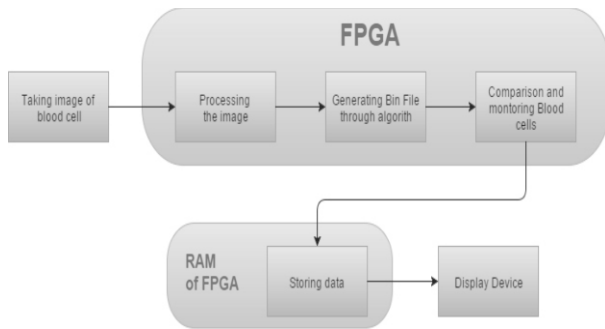 FPGA
Taking image of
blood cell
Processing
the image
Generating Bin File
through algorith
Comparison and
montoring Blood
cells
RAM
of FPGA
Storing data
Display Device